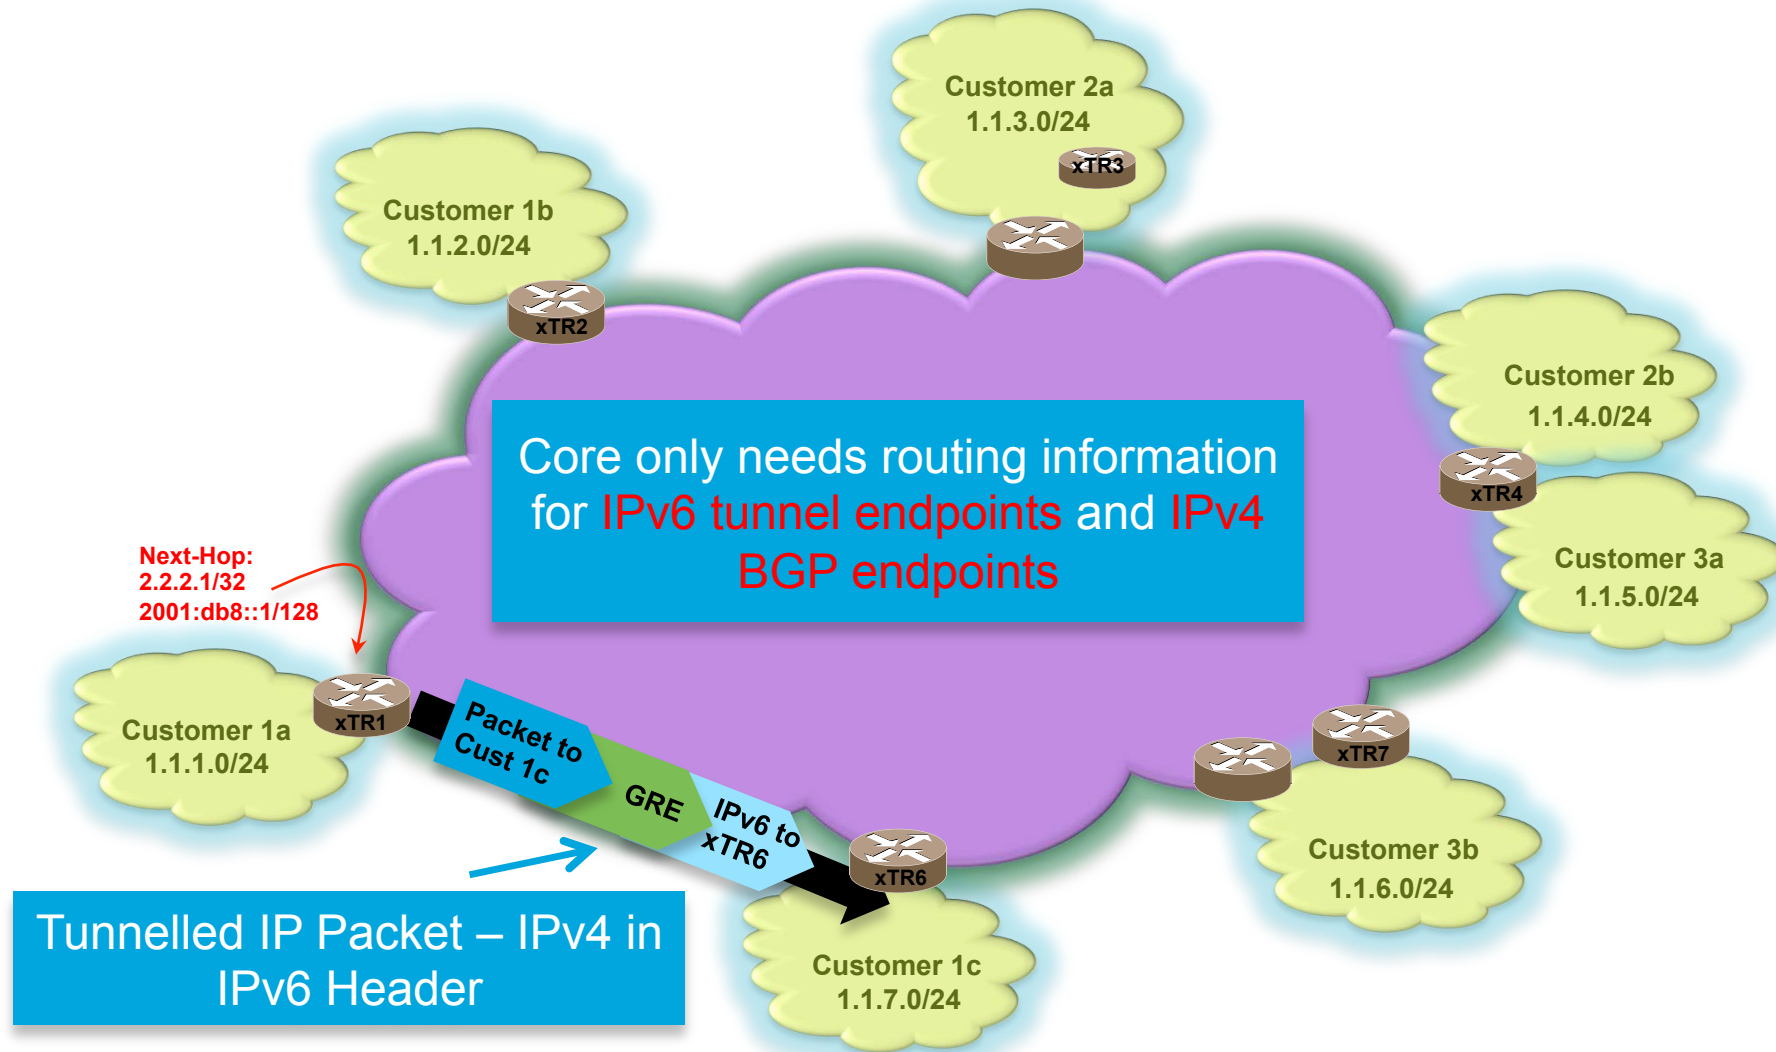 Customer 2a
1.1.3.0/24
xTR3
Customer 1b
1.1.2.0/24
xTR2
Customer 2b
1.1.4.0/24
xTR4
Core only needs routing information
for IPv6 tunnel endpoints and IPv4
BGP endpoints
Next-Hop:
2.2.2.1/32
2001:db8::1/128
Customer 3a
1.1.5.0/24
xTR1
Customer 1a
1.1.1.0/24
Packet to
Cust 1c
GRE
IPv6 to
xTR6
xTR7
xTR6
Customer 3b
1.1.6.0/24
Tunnelled IP Packet – IPv4 in
IPv6 Header
Customer 1c
1.1.7.0/24